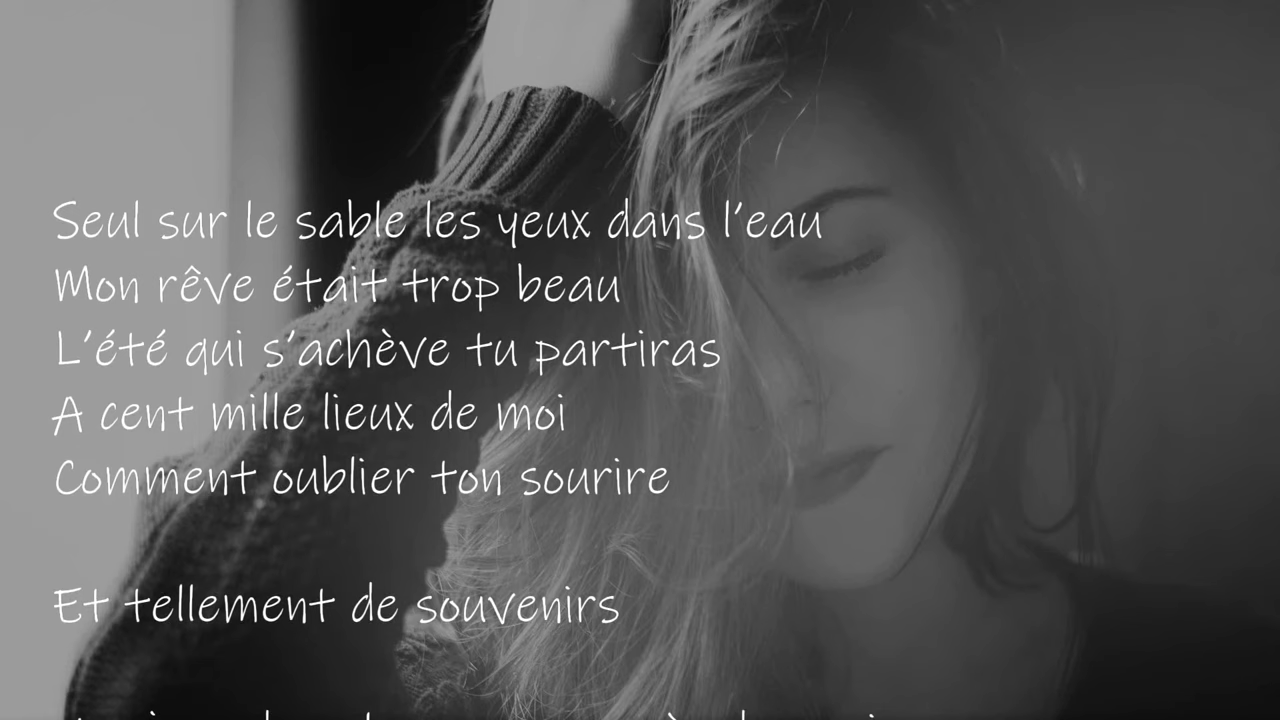 Seul sur le sable les yeux dans l'eau
Mon rêve était trop beau
L'été qui s'achève tu partiras
A cent mille lieux de moi
Comment oublier ton sourire
Et tellement de souvenirs